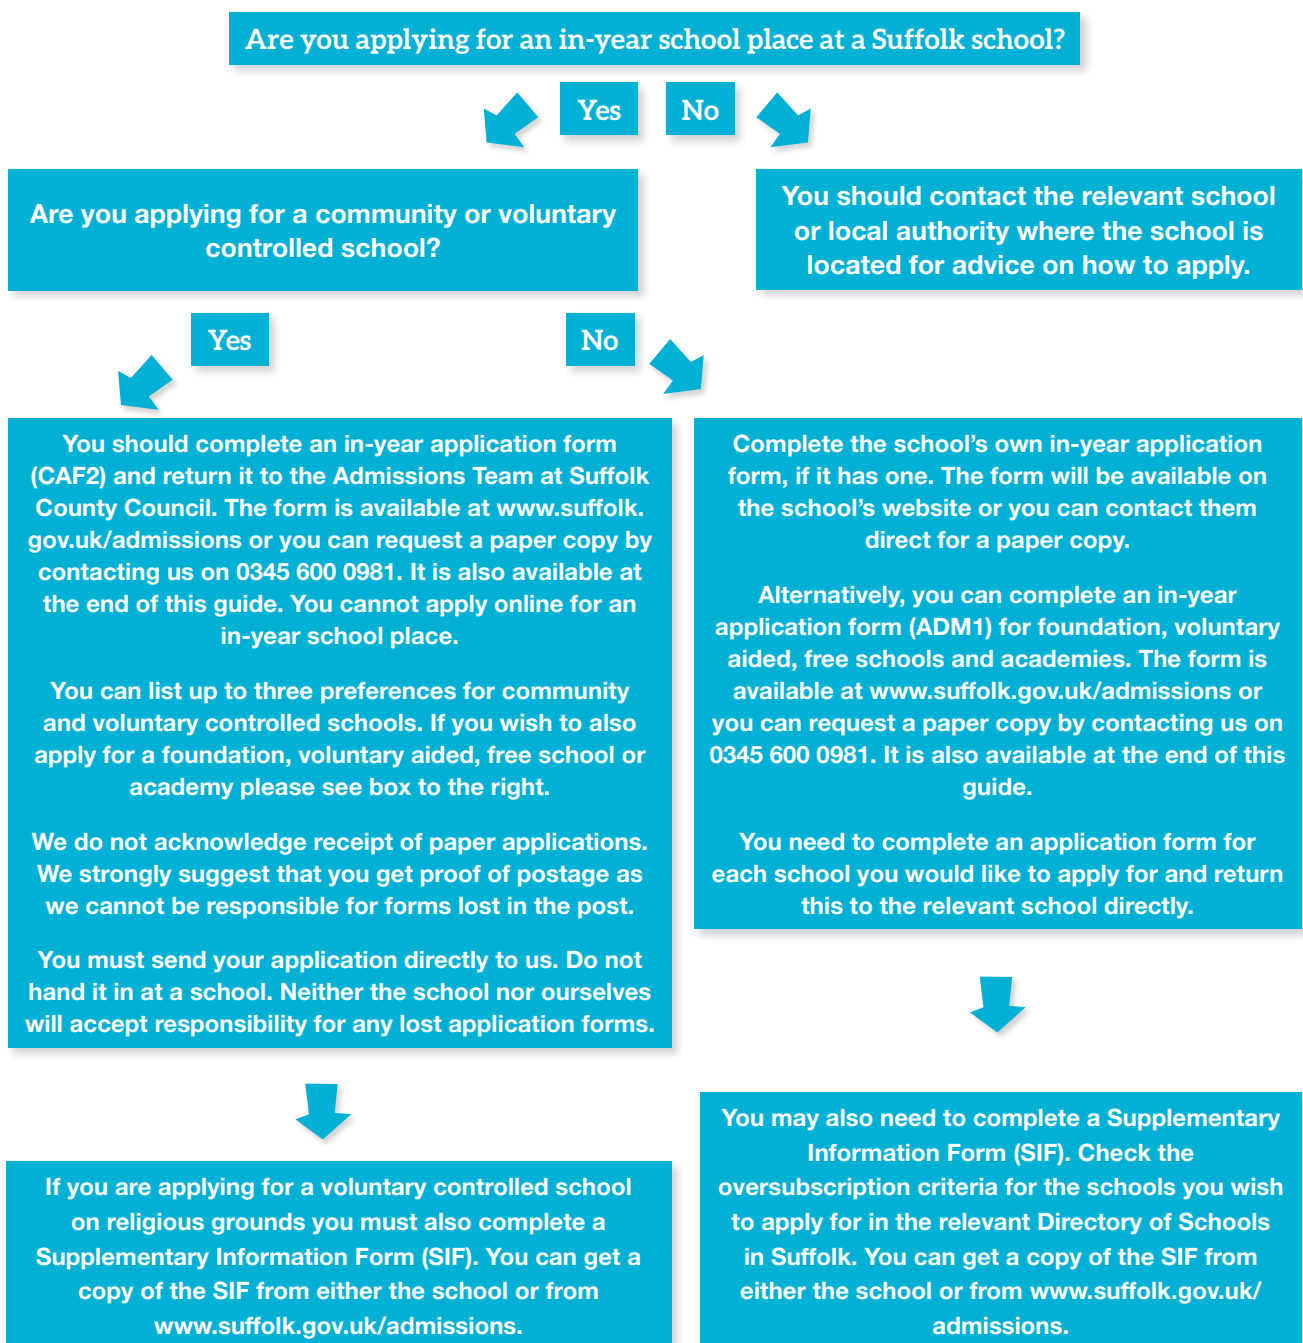 Are you applying for an in-year school place at a Suffolk school?
Yes
No
Are you applying for a community or voluntary
controlled school?
You should contact the relevant school
or local authority where the school is
located for advice on how to apply.
Yes
No
You should complete an in-year application form
(CAF2) and return it to the Admissions Team at Suffolk
County Council. The form is available at www.suffolk.
gov.uk/admissions or you can request a paper copy by
contacting us on 0345 600 0981. It is also available at
the end of this guide. You cannot apply online for an
in-year school place.
You can list up to three preferences for community
and voluntary controlled schools. If you wish to also
apply for a foundation, voluntary aided, free school or
academy please see box to the right.
We do not acknowledge receipt of paper applications.
We strongly suggest that you get proof of postage as
we cannot be responsible for forms lost in the post.
You must send your application directly to us. Do not
hand it in at a school. Neither the school nor ourselves
will accept responsibility for any lost application forms.
Complete the school's own in-year application
form, if it has one. The form will be available on
the school's website or you can contact them
direct for a paper copy.
Alternatively, you can complete an in-year
application form (ADM1) for foundation, voluntary
aided, free schools and academies. The form is
available at www.suffolk.gov.uk/admissions or
you can request a paper copy by contacting us on
0345 600 0981. It is also available at the end of this
guide.
You need to complete an application form for
each school you would like to apply for and return
this to the relevant school directly.
If you are applying for a voluntary controlled school
on religious grounds you must also complete a
Supplementary Information Form (SIF). You can get a
copy of the SIF from either the school or from
www.suffolk.gov.uk/admissions.
You may also need to complete a Supplementary
Information Form (SIF). Check the
oversubscription criteria for the schools you wish
to apply for in the relevant Directory of Schools
in Suffolk. You can get a copy of the SIF from
either the school or from www.suffolk.gov.uk/
admissions.